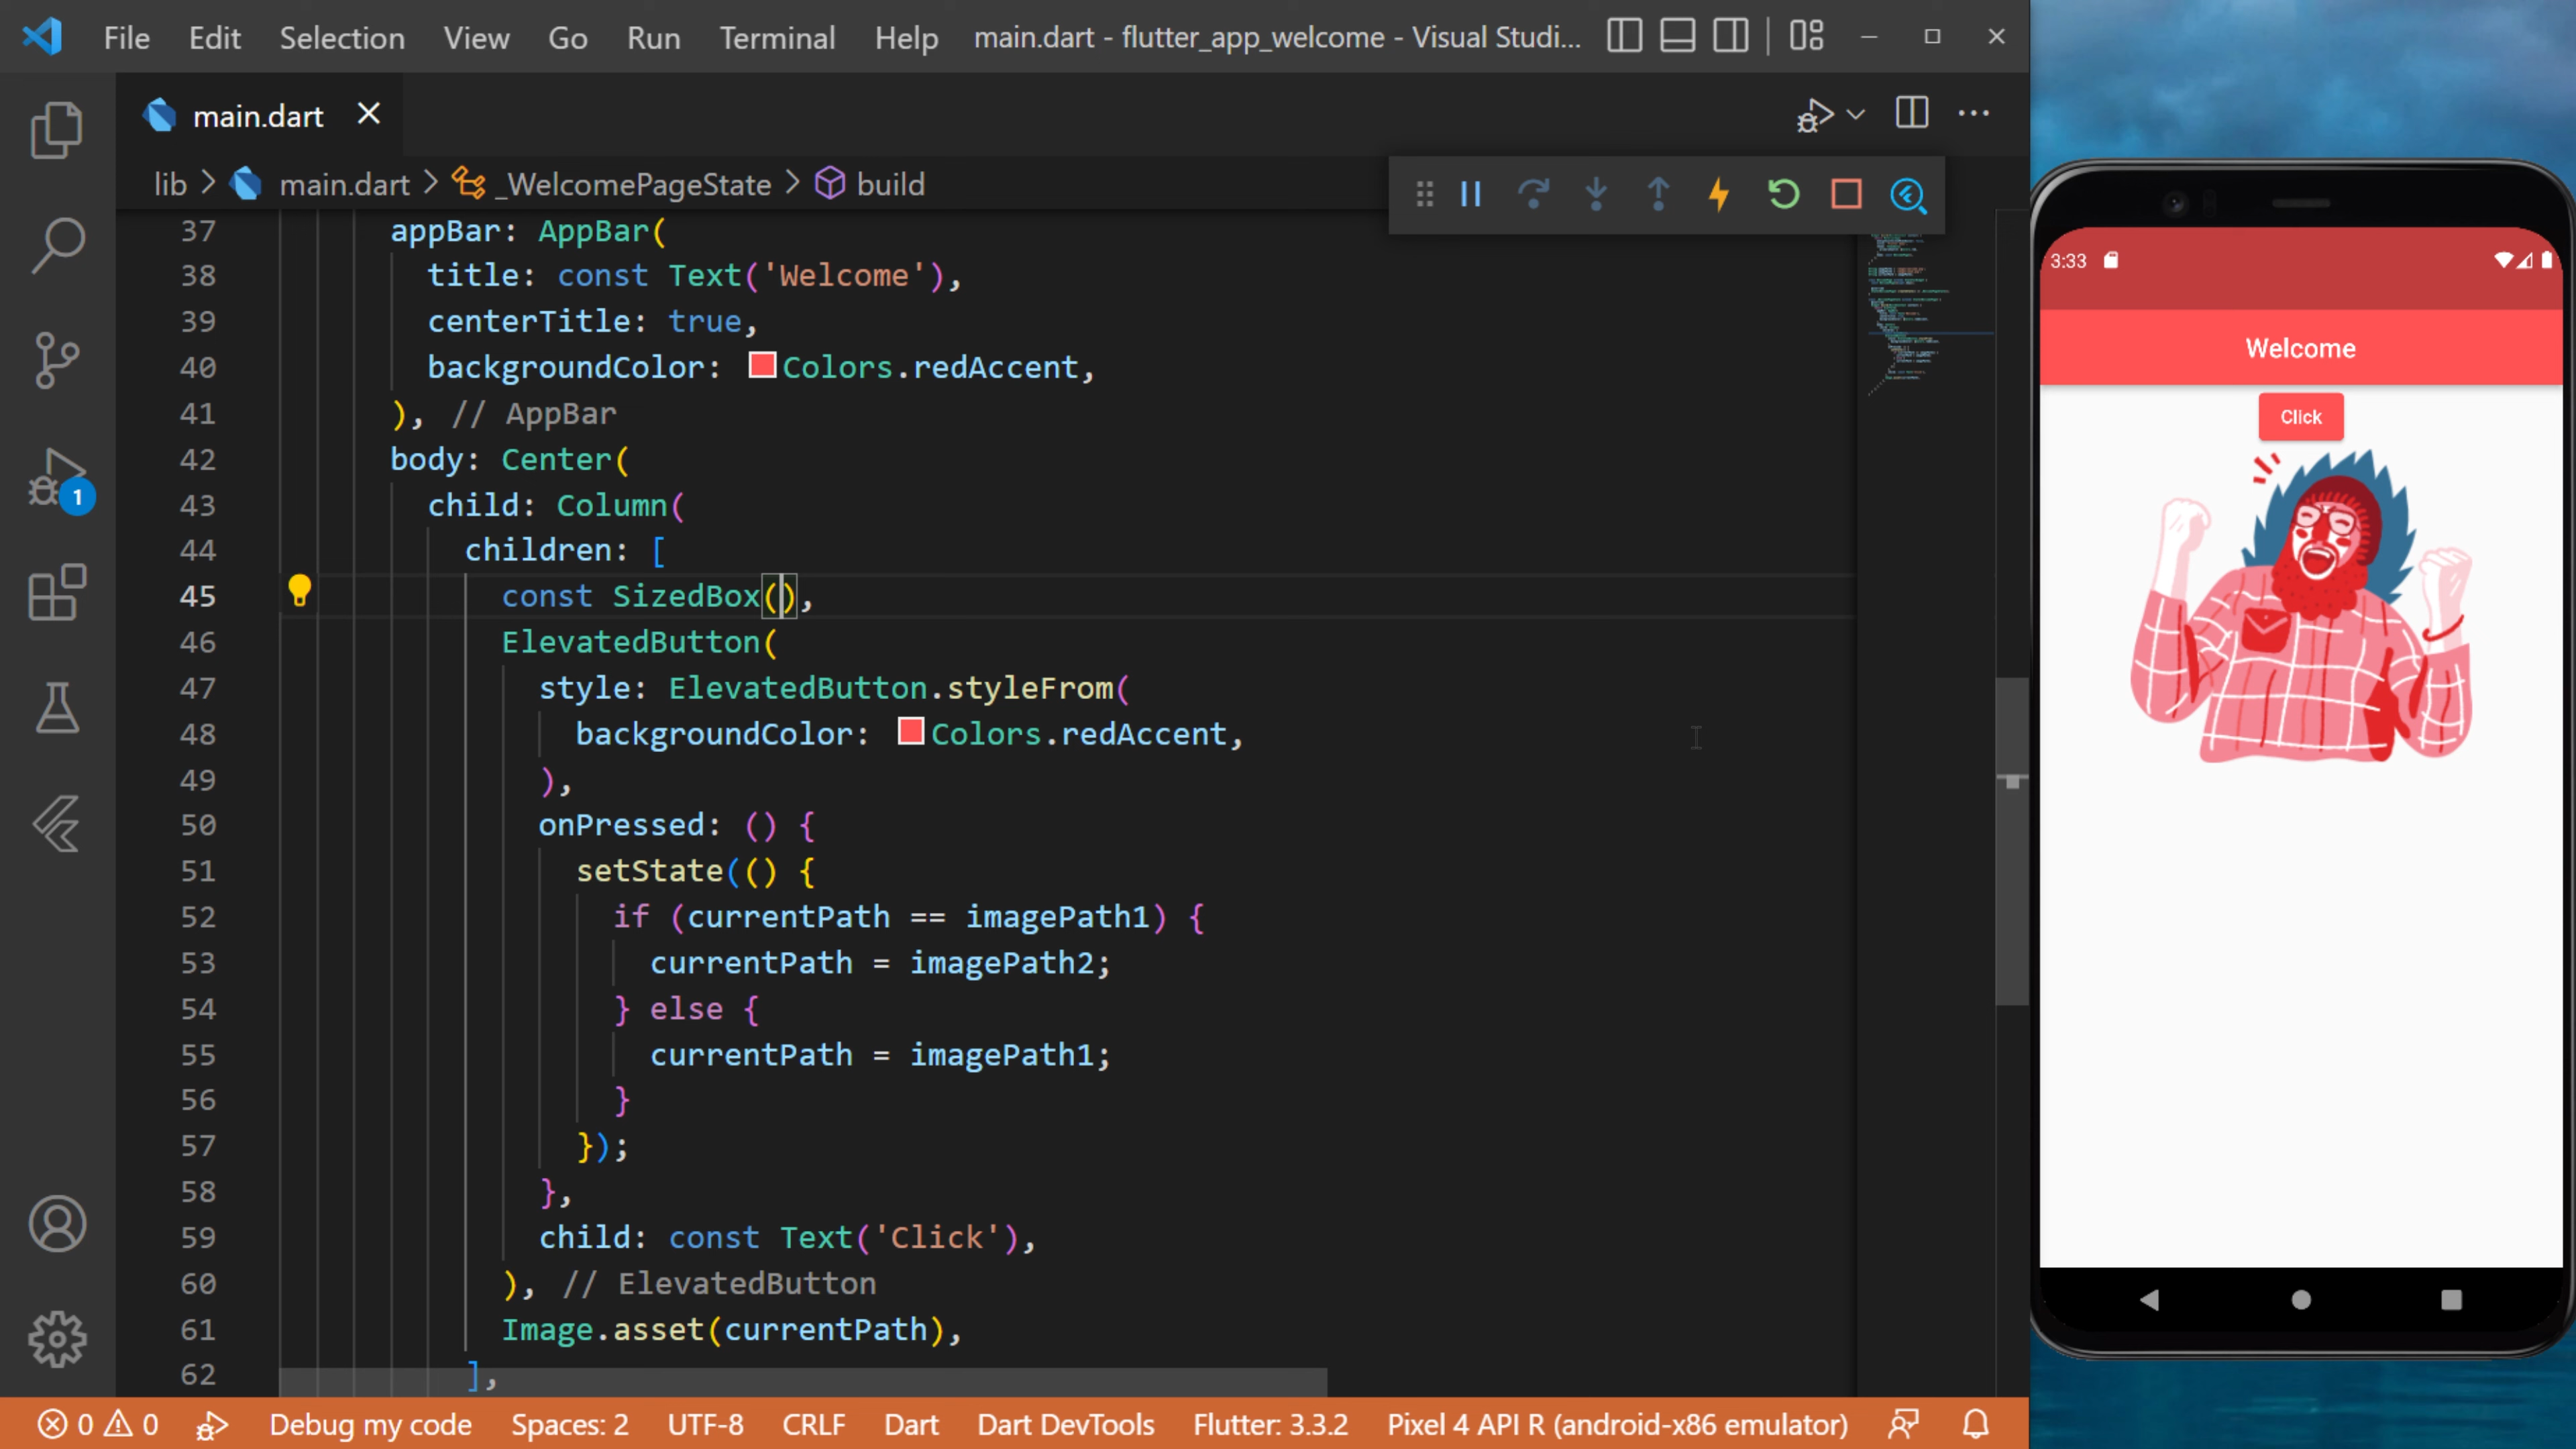 File Edit Selection View Go Run Terminal Help main.dart - flutter_app_welcome - Visual Studi...
main.dart
lib > main.dart > _WelcomePageState > build
37 appBar: AppBar(
38 title: const Text('Welcome'),
39 centerTitle: true,
40 backgroundColor: Colors.redAccent,
41 ), // AppBar
42 body: Center(
43 child: Column(
44 children: [
45 const SizedBox(),
46 ElevatedButton(
47 style: ElevatedButton.styleFrom(
48 backgroundColor: Colors.redAccent,
49 ),
50 onPressed: () {
51 setState(() {
52 if (currentPath == imagePath1) {
53 currentPath = imagePath2;
54 } else {
55 currentPath = imagePath1;
56 }
57 });
58 },
59 child: const Text('Click'),
60 ), // ElevatedButton
61 Image.asset(currentPath),
62 ],
1
0 0 Debug my code Spaces: 2 UTF-8 CRLF Dart Dart DevTools Flutter: 3.3.2 Pixel 4 API R (android-x86 emulator)
3:33
Welcome
Click